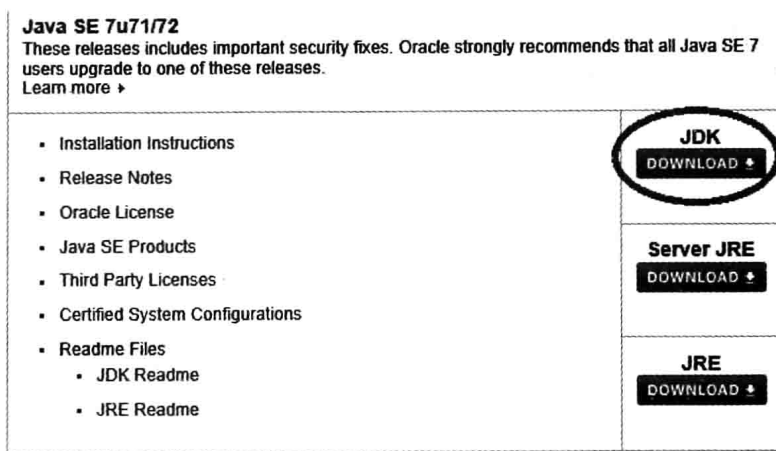 Java SE 7u71/72
These releases includes important security fixes. Oracle strongly recommends that all Java SE 7
users upgrade to one of these releases.
Learn more
Installation Instructions
Release Notes
Oracle License
Java SE Products
Third Party Licenses
Certified System Configurations
Readme Files
JDK Readme
JRE Readme
JDK
DOWNLOAD
Server JRE
DOWNLOAD
JRE
DOWNLOAD